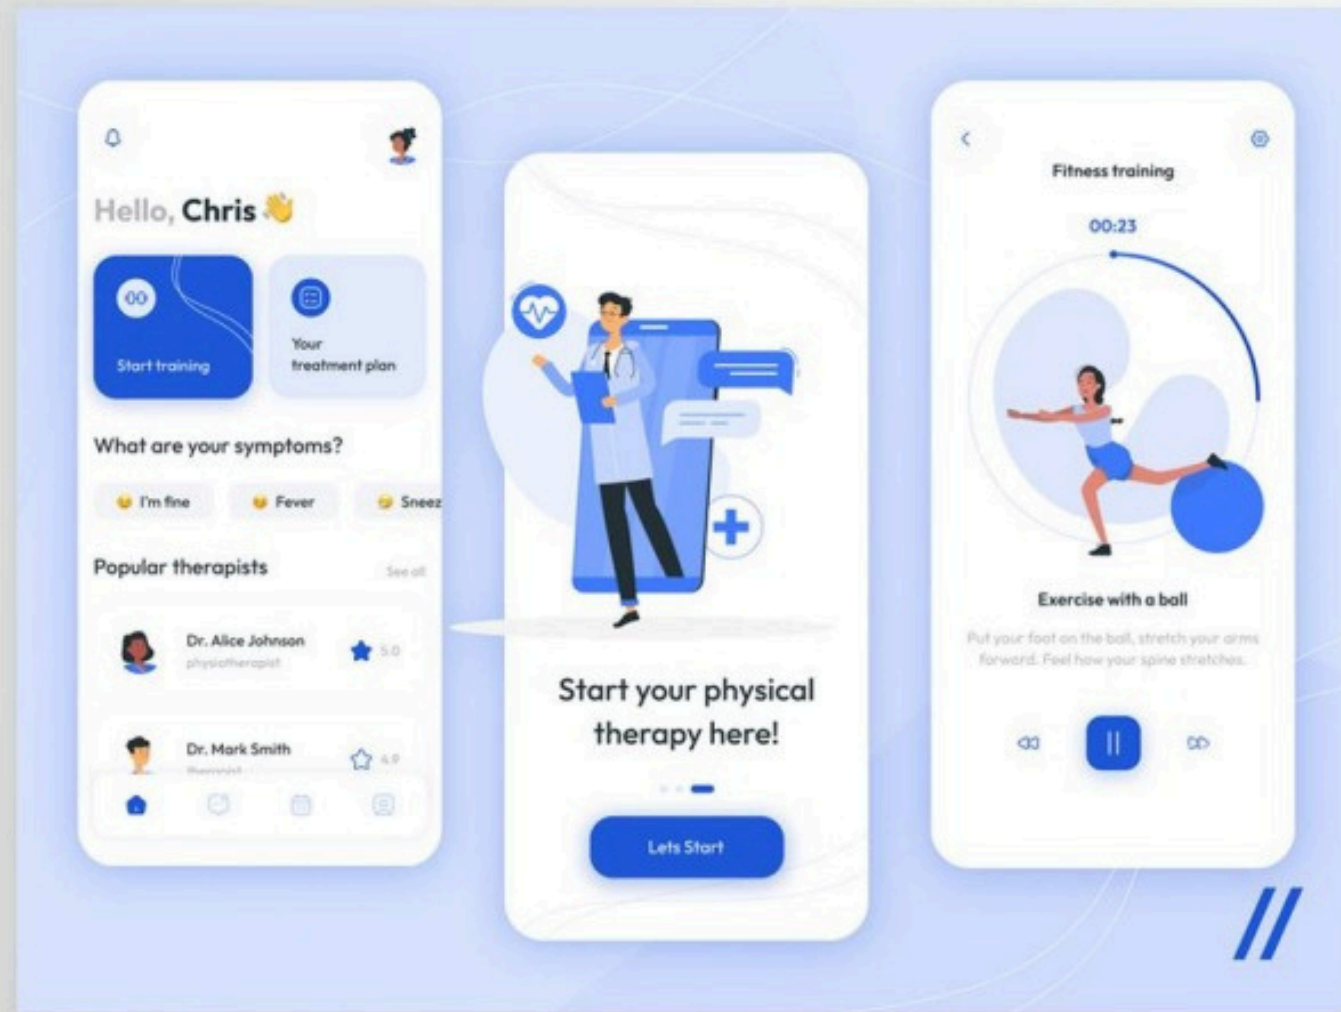 Hello, Chris 👋
Start training
Your
treatment plan
What are your symptoms?
I'm fine
Fever
Sneez
Popular therapists
See all
Dr. Alice Johnson
physiotherapist
5.0
Dr. Mark Smith
therapist
4.9
Start your physical
therapy here!
Lets Start
Fitness training
00:23
Exercise with a ball
Put your foot on the ball, stretch your arms
forward. Feel how your spine stretches.